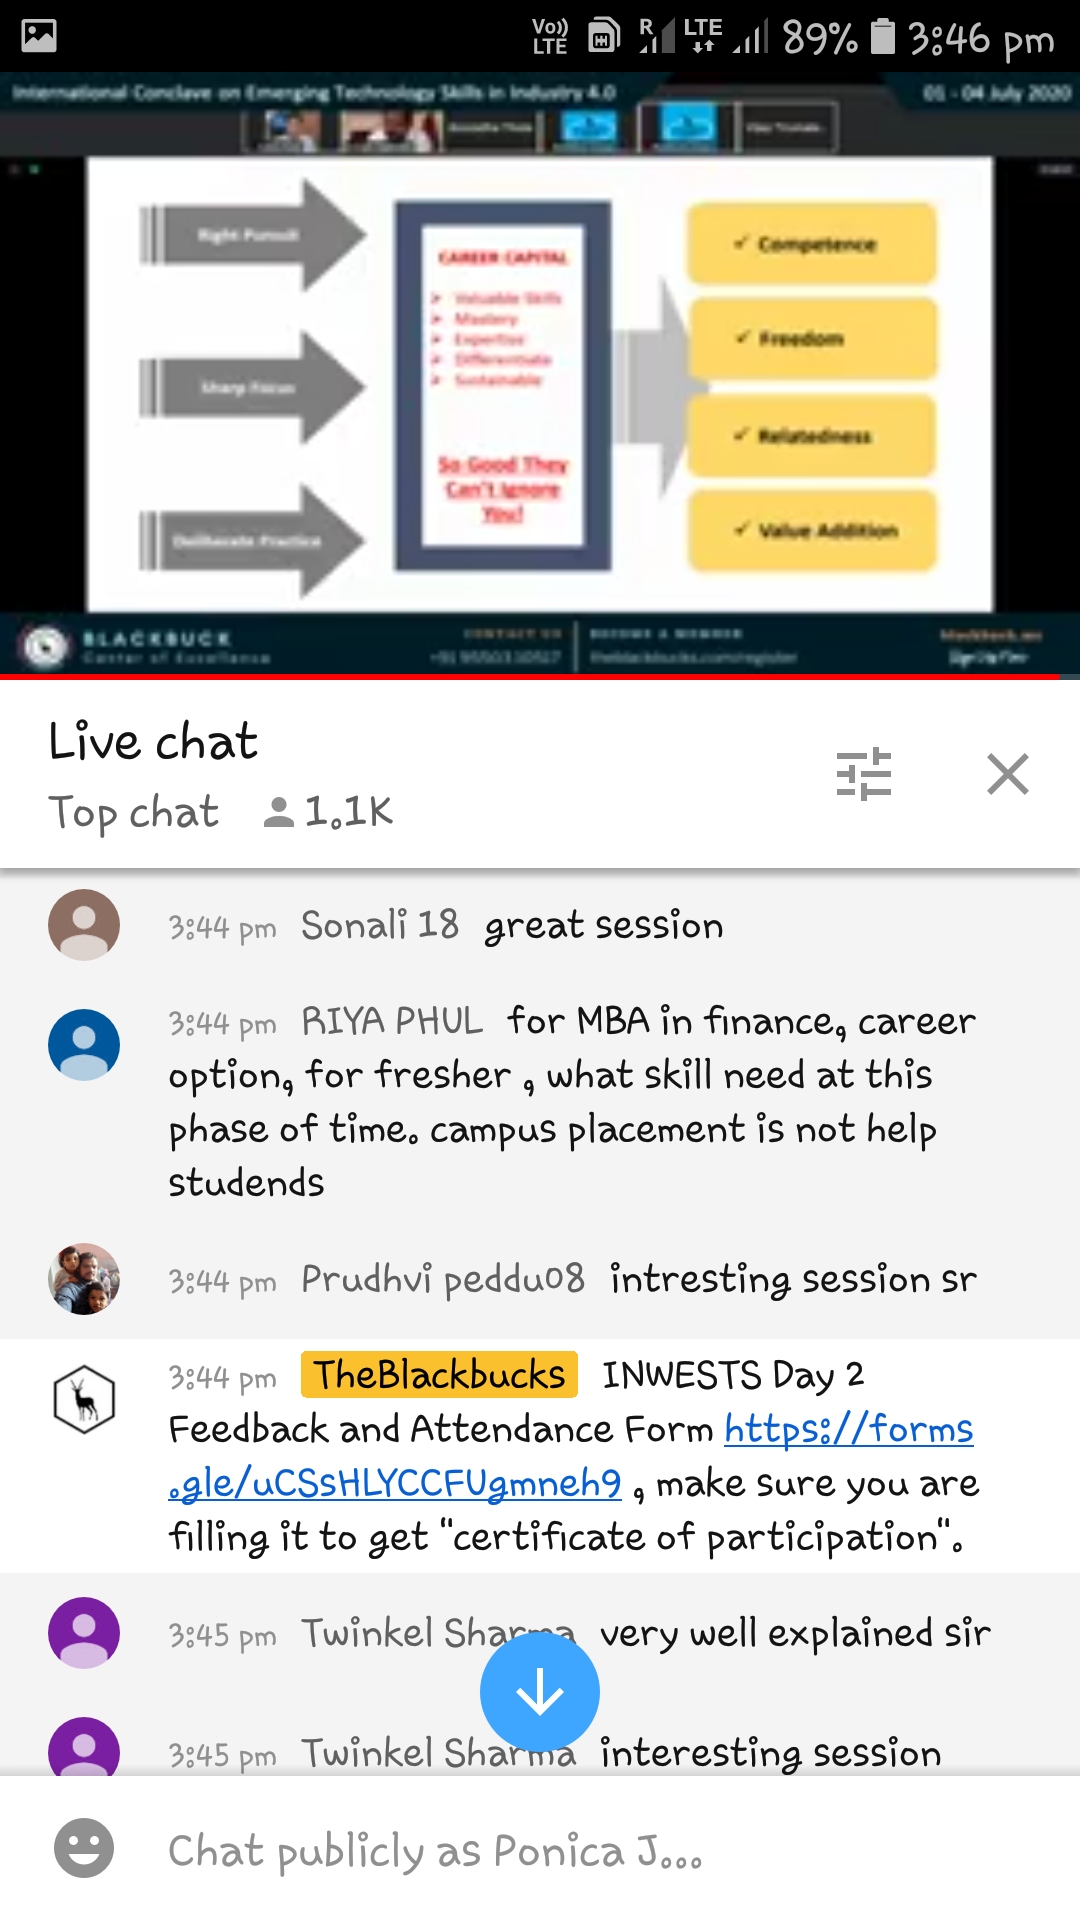 Vo)) LTE R LTE 89% 3:46 pm
International Conclave on Emerging Technology Skills in Industry 4.0 01 - 04 July 2020
Right Pursuit
Sharp Focus
Deliberate Practice
CAREER CAPITAL
Valuable Skills
Mastery
Expertise
Differentiate
Sustainable
So Good They
Can't Ignore
You!
✓ Competence
✓ Freedom
✓ Relatedness
✓ Value Addition
BLACKBUCK
Center of Excellence
CONTACT US
BECOME A MEMBER
theblackbucks.com/register
Live chat
Top chat 1.1K
3:44 pm Sonali 18 great session
3:44 pm RIYA PHUL for MBA in finance, career
option, for fresher , what skill need at this
phase of time. campus placement is not help
studends
3:44 pm Prudhvi peddu08 intresting session sr
3:44 pm TheBlackbucks INWESTS Day 2
Feedback and Attendance Form https://forms
.gle/uCSsHLYCCFUgmneh9 , make sure you are
filling it to get "certificate of participation".
3:45 pm Twinkel Sharma very well explained sir
3:45 pm Twinkel Sharma interesting session
Chat publicly as Ponica J...